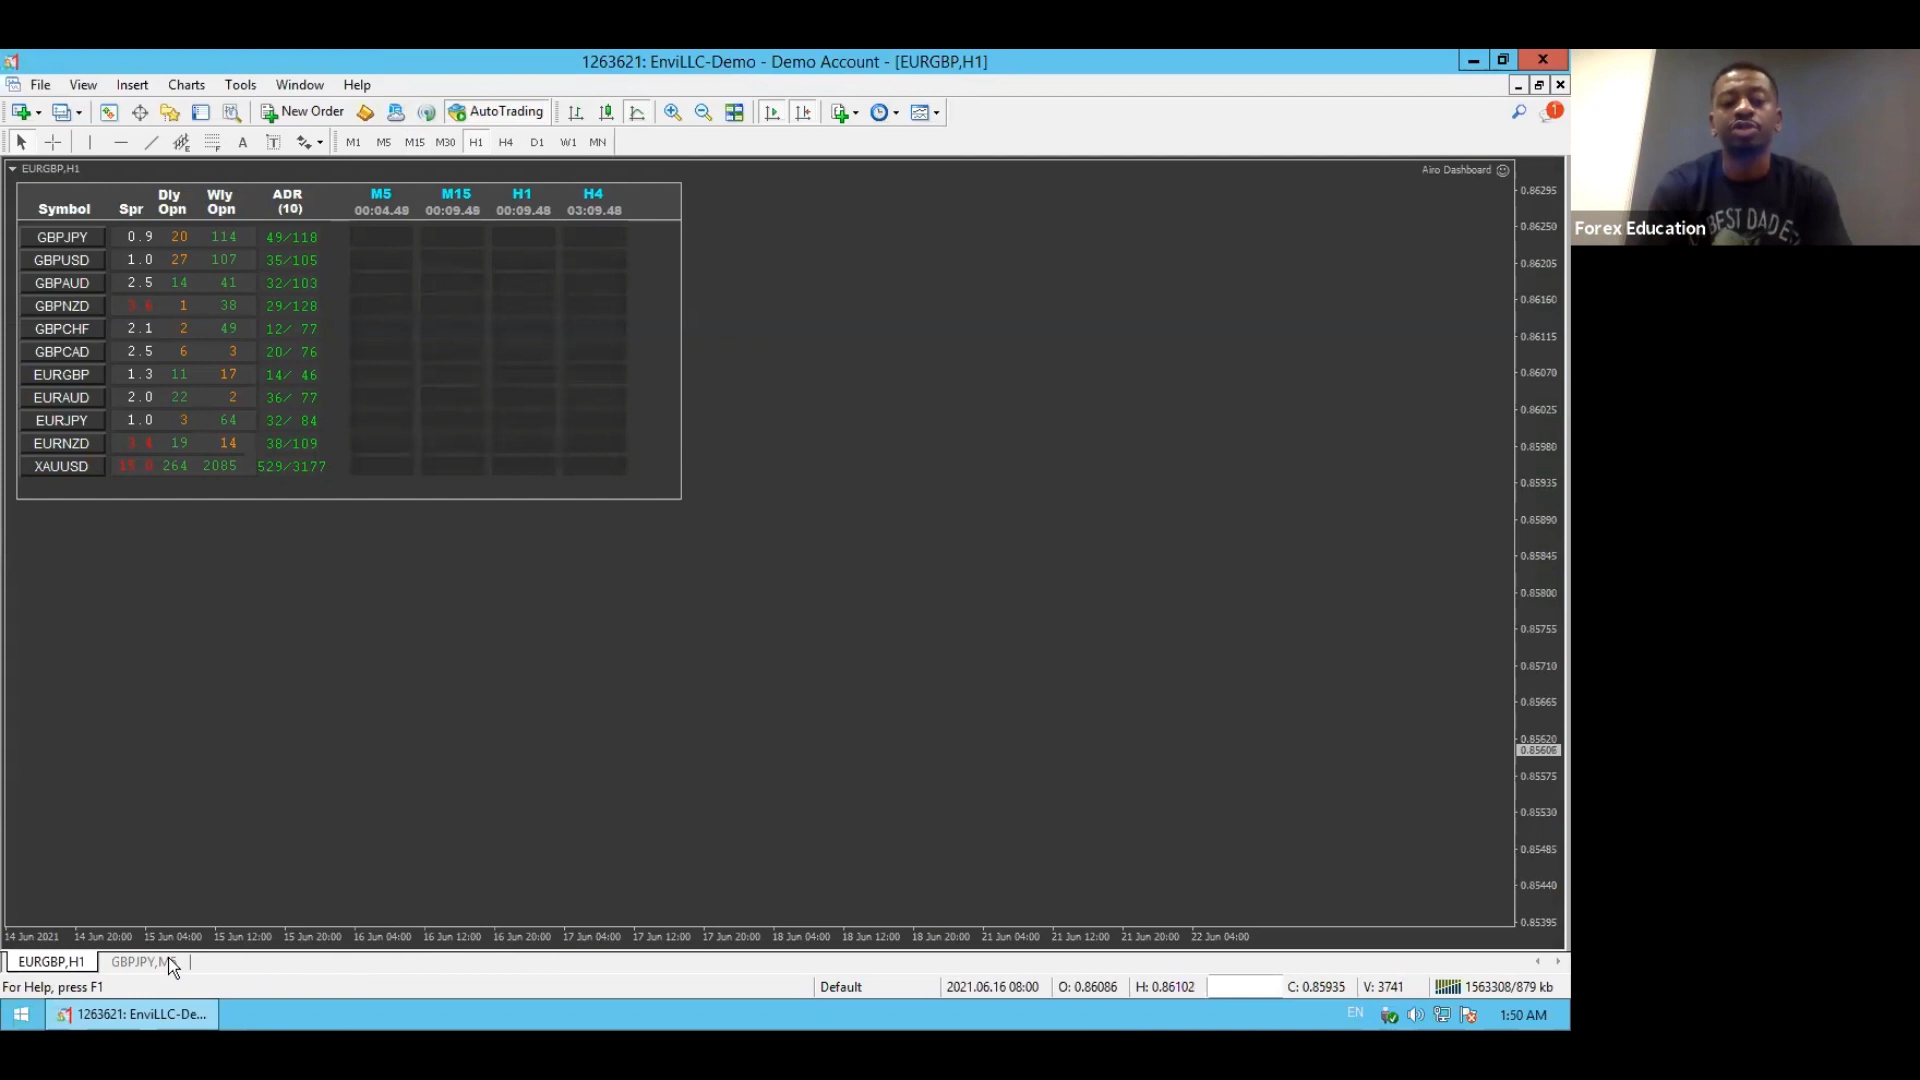 1263621: EnviLLC-Demo - Demo Account - [EURGBP,H1]
File View Insert Charts Tools Window Help
New Order AutoTrading 1
A T M1 M5 M15 M30 H1 H4 D1 W1 MN
EURGBP,H1 Airo Dashboard
Symbol Spr Dly Opn Wly Opn ADR (10) M5 00:04.48 M15 00:09.48 H1 00:09.48 H4 03:09.48
GBPJPY 0.9 20 114 49/118
GBPUSD 1.0 27 107 35/105
GBPAUD 2.5 14 41 32/103
GBPNZD 3.6 1 38 29/128
GBPCHF 2.1 2 49 12/ 77
GBPCAD 2.5 6 3 20/ 76
EURGBP 1.3 11 17 14/ 46
EURAUD 2.0 22 2 36/ 77
EURJPY 1.0 3 64 32/ 84
EURNZD 3.4 19 14 38/109
XAUUSD 15.0 264 2085 529/3177
0.86295
0.86250
0.86205
0.86160
0.86115
0.86070
0.86025
0.85980
0.85935
0.85890
0.85845
0.85800
0.85755
0.85710
0.85665
0.85620
0.85606
0.85575
0.85530
0.85485
0.85440
0.85395
14 Jun 2021 14 Jun 20:00 15 Jun 04:00 15 Jun 12:00 15 Jun 20:00 16 Jun 04:00 16 Jun 12:00 16 Jun 20:00 17 Jun 04:00 17 Jun 12:00 17 Jun 20:00 18 Jun 04:00 18 Jun 12:00 18 Jun 20:00 21 Jun 04:00 21 Jun 12:00 21 Jun 20:00 22 Jun 04:00
EURGBP,H1 GBPJPY,M5
For Help, press F1 Default 2021.06.16 08:00 O: 0.86086 H: 0.86102 C: 0.85935 V: 3741 1563308/879 kb
1263621: EnviLLC-De... EN 1:50 AM
BEST DAD E
Forex Education